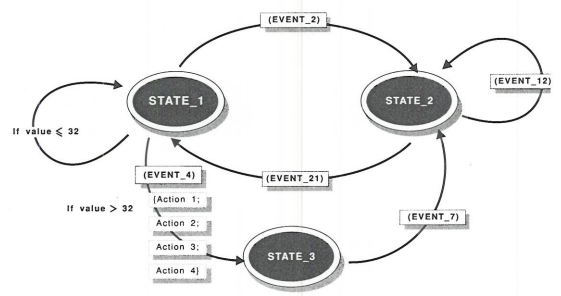 (EVENT_2)
(EVENT_12)
STATE_1
STATE_2
If value ⩽ 32
(EVENT_4)
(EVENT_21)
If value > 32
{Action 1;
Action 2;
Action 3;
Action 4}
(EVENT_7)
STATE_3